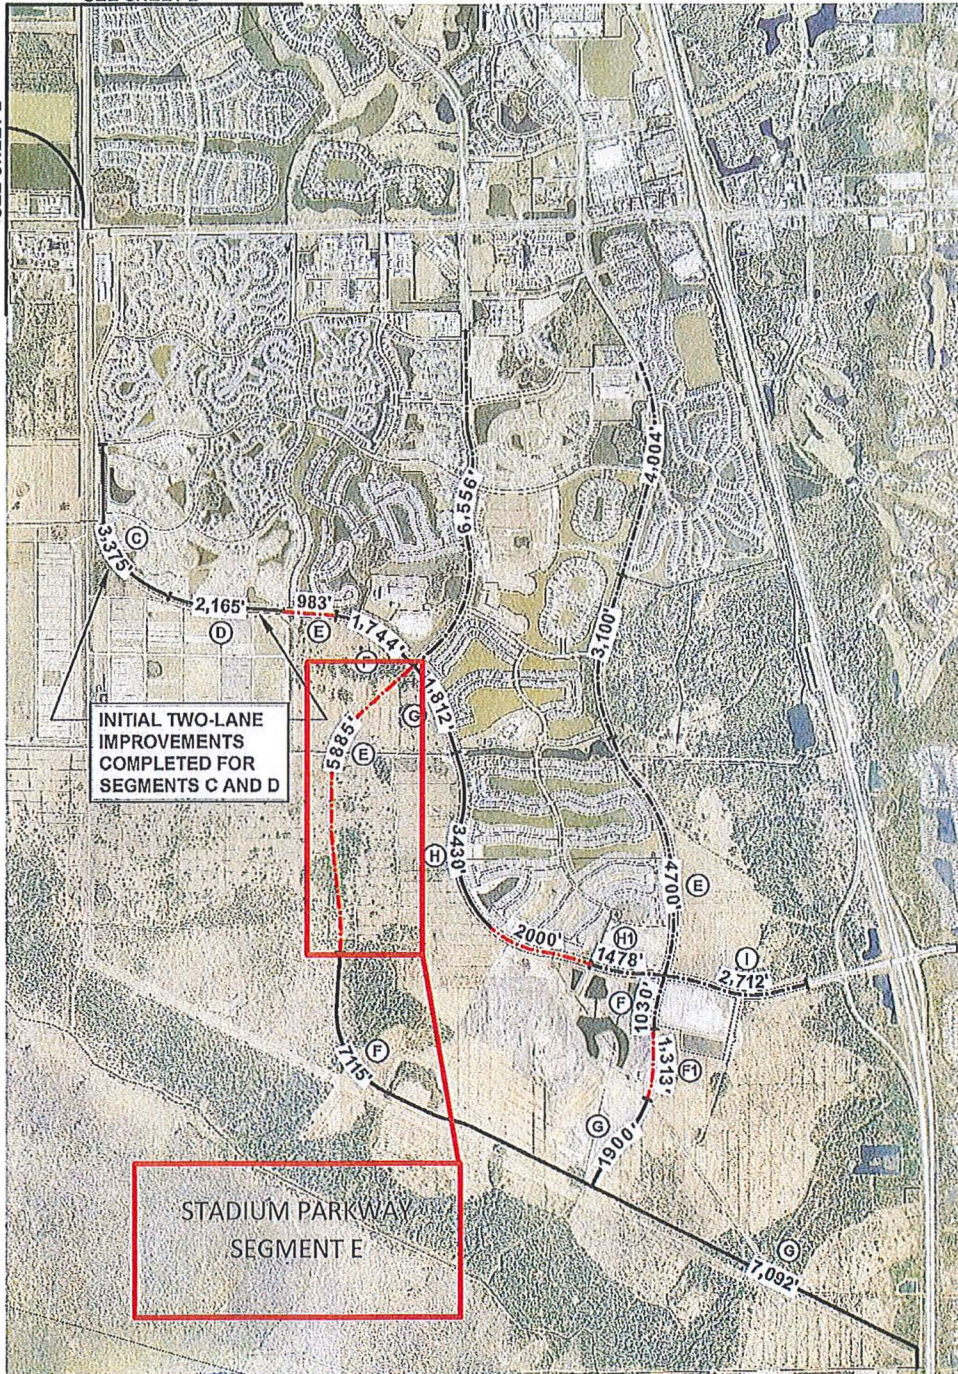 6,556'
4,004'
C
3,375'
2,165'
983'
D
E
1,744'
3,100'
F
1,812'
G
INITIAL TWO-LANE
IMPROVEMENTS
COMPLETED FOR
SEGMENTS C AND D
5885'
E
H
3430'
4700'
E
2000'
H1
1478'
I
2,712'
F
1030'
1,313'
F1
F
7115'
G
1900'
STADIUM PARKWAY
SEGMENT E
G
7,092'